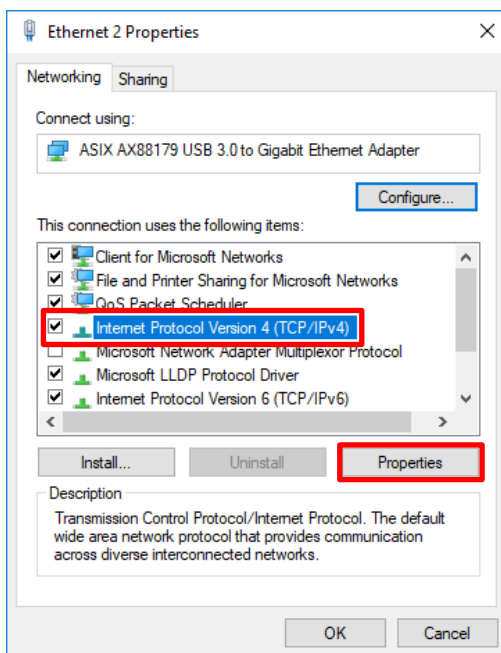 Ethernet 2 Properties
Networking
Sharing
Connect using:
ASIX AX88179 USB 3.0 to Gigabit Ethernet Adapter
Configure...
This connection uses the following items:
Client for Microsoft Networks
File and Printer Sharing for Microsoft Networks
QoS Packet Scheduler
Internet Protocol Version 4 (TCP/IPv4)
Microsoft Network Adapter Multiplexor Protocol
Microsoft LLDP Protocol Driver
Internet Protocol Version 6 (TCP/IPv6)
Install...
Uninstall
Properties
Description
Transmission Control Protocol/Internet Protocol. The default
wide area network protocol that provides communication
across diverse interconnected networks.
OK
Cancel